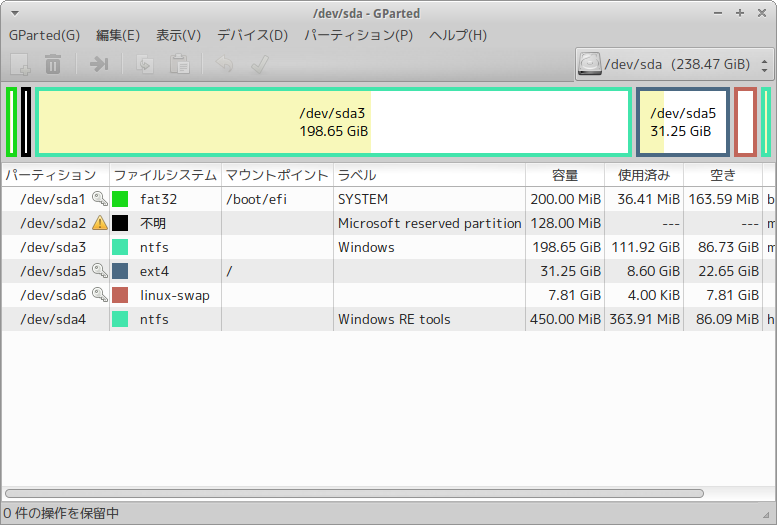 /dev/sda - GParted
GParted(G) 編集(E) 表示(V) デバイス(D) パーティション(P) ヘルプ(H)
/dev/sda (238.47 GiB)
/dev/sda3
198.65 GiB
/dev/sda5
31.25 GiB
パーティション ファイルシステム マウントポイント ラベル 容量 使用済み 空き
/dev/sda1 fat32 /boot/efi SYSTEM 200.00 MiB 36.41 MiB 163.59 MiB b
/dev/sda2 不明 Microsoft reserved partition 128.00 MiB --- --- m
/dev/sda3 ntfs Windows 198.65 GiB 111.92 GiB 86.73 GiB m
/dev/sda5 ext4 / 31.25 GiB 8.60 GiB 22.65 GiB
/dev/sda6 linux-swap 7.81 GiB 4.00 KiB 7.81 GiB
/dev/sda4 ntfs Windows RE tools 450.00 MiB 363.91 MiB 86.09 MiB h
0 件の操作を保留中